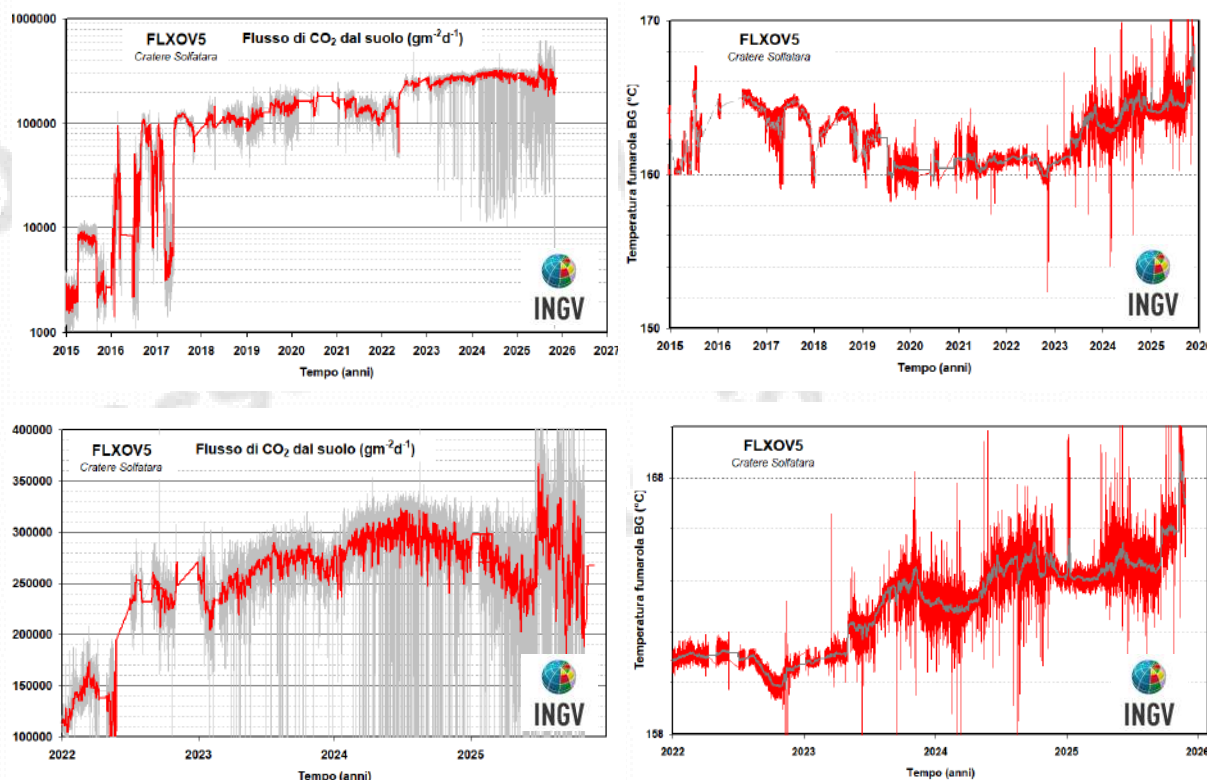 1000000
FLXOV5 Flusso di CO2 dal suolo (gm-2d-1)
Cratere Solfatara
100000
10000
1000
INGV
2015 2016 2017 2018 2019 2020 2021 2022 2023 2024 2025 2026 2027
Tempo (anni)
170
FLXOV5
Cratere Solfatara
Temperatura fumarola BG (°C)
160
150
INGV
2015 2016 2017 2018 2019 2020 2021 2022 2023 2024 2025 2026
Tempo (anni)
400000
FLXOV5 Flusso di CO2 dal suolo (gm-2d-1)
Cratere Solfatara
350000
300000
250000
200000
150000
100000
INGV
2022 2023 2024 2025
Tempo (anni)
FLXOV5
Cratere Solfatara
168
Temperatura fumarola BG (°C)
158
INGV
2022 2023 2024 2025 2026
Tempo (anni)